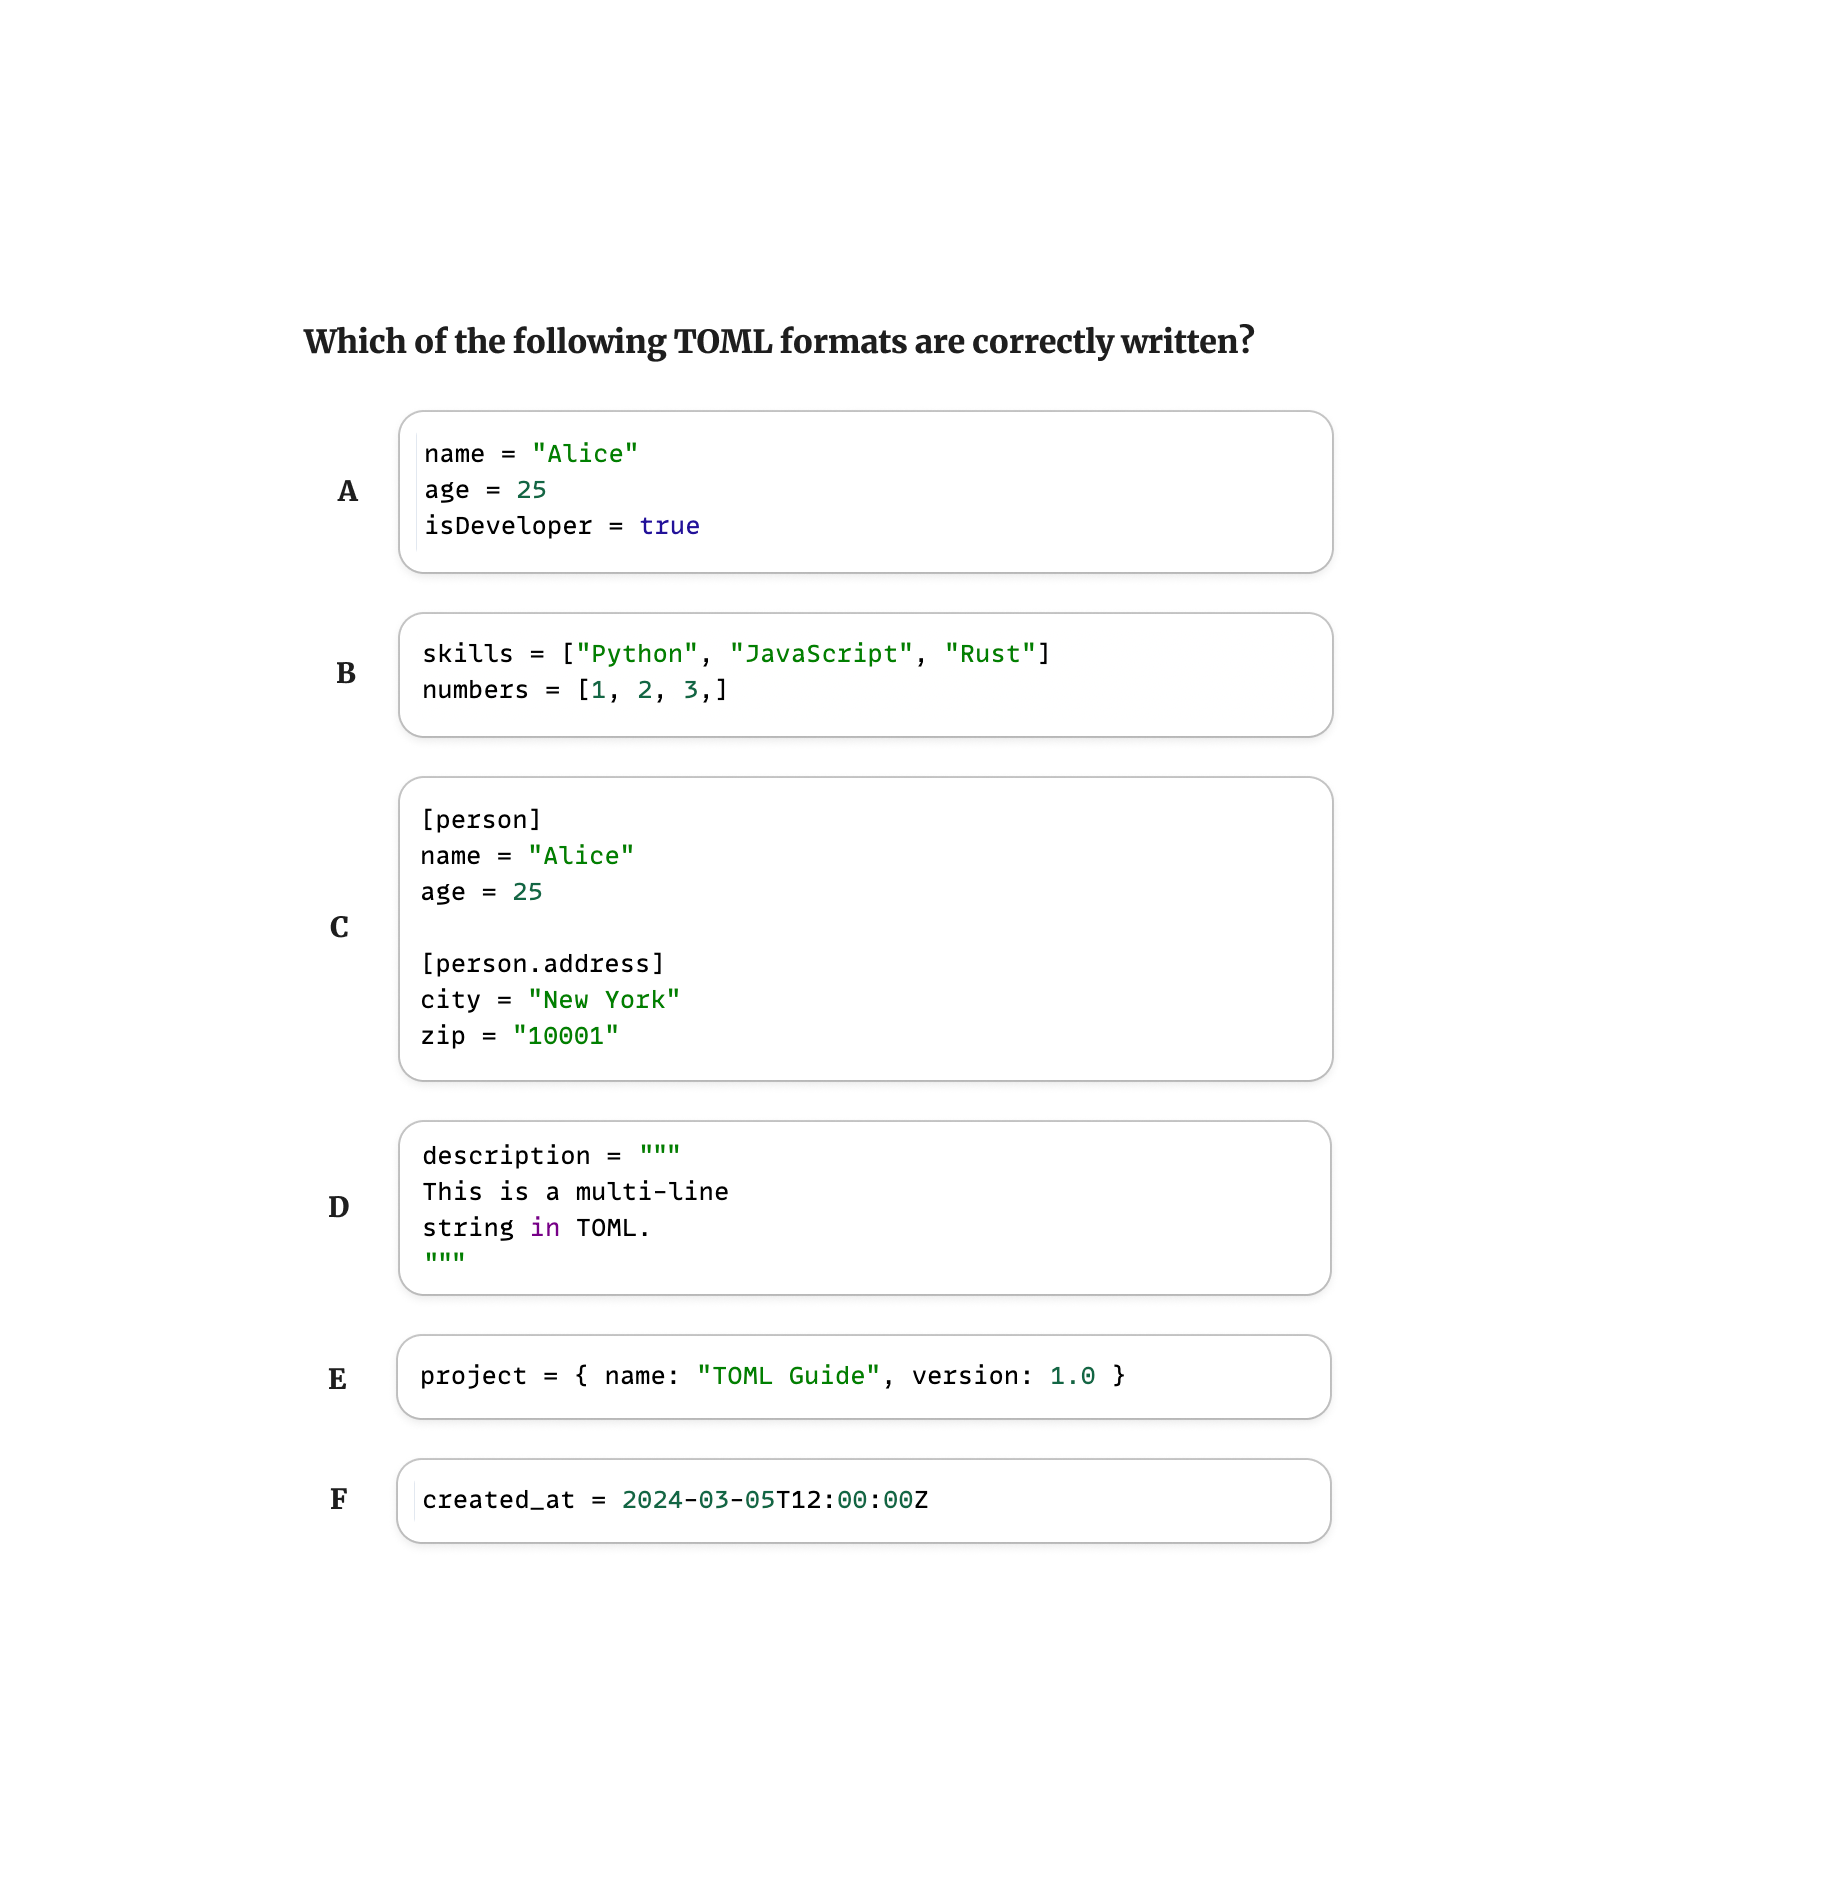 Which of the following TOML formats are correctly written?
A
name = "Alice"
age = 25
isDeveloper = true
B
skills = ["Python", "JavaScript", "Rust"]
numbers = [1, 2, 3,]
C
[person]
name = "Alice"
age = 25
[person.address]
city = "New York"
zip = "10001"
D
description = """
This is a multi-line
string in TOML.
"""
E
project = { name: "TOML Guide", version: 1.0 }
F
created_at = 2024-03-05T12:00:00Z